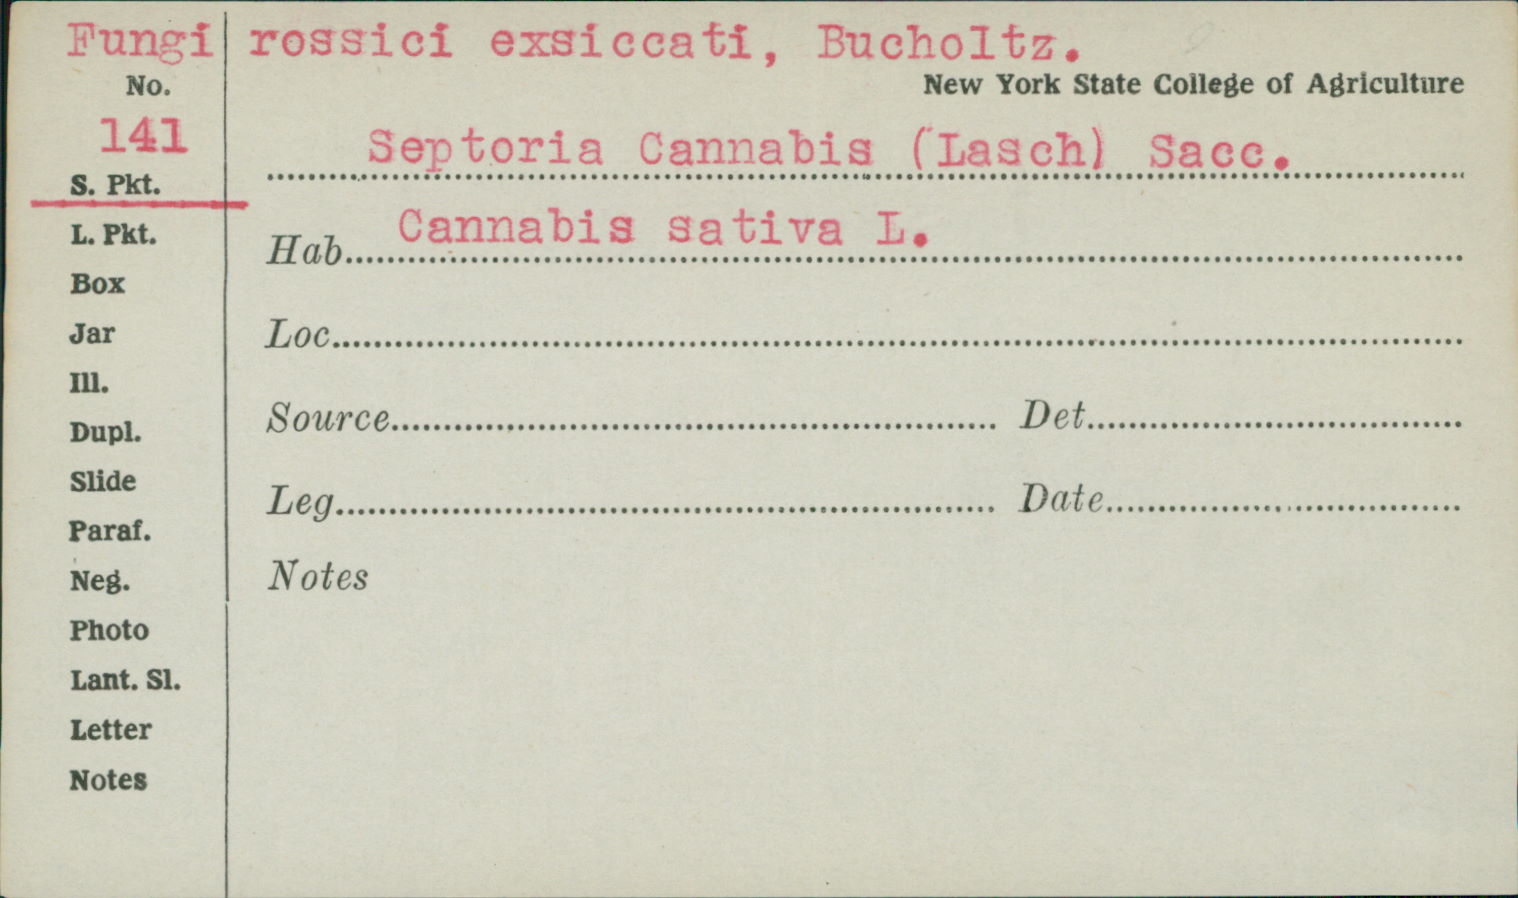 Fungi rossici exsiccati, Bucholtz.
No.
New York State College of Agriculture
141
Septoria Cannabis (Lasch) Sacc.
S. Pkt.
Cannabis sativa L.
L. Pkt.
Hab.
Box
Jar
Loc.
Ill.
Source
Det.
Dupl.
Slide
Leg.
Date
Paraf.
Neg.
Notes
Photo
Lant. Sl.
Letter
Notes